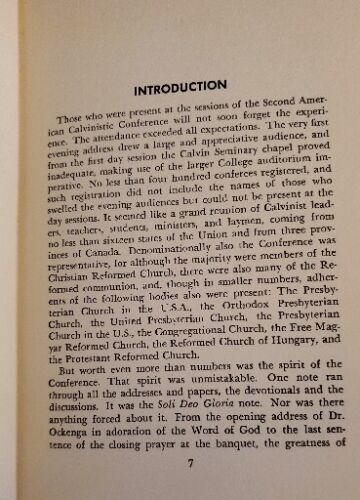 INTRODUCTION
Those who were present at the sessions of the Second Amer-
ican Calvinistic Conference will not soon forget the experi-
ence. The attendance exceeded all expectations. The very first
evening address drew a large and appreciative audience, and
from the first day session the Calvin Seminary chapel proved
inadequate, making use of the larger College auditorium im-
perative. No less than four hundred conferees registered, and
such registration did not include the names of those who
swelled the evening audiences but could not be present at the
day sessions. It seemed like a grand reunion of Calvinist lead-
ers, teachers, students, ministers, and laymen, coming from
no less than sixteen states of the Union and from three prov-
inces of Canada. Denominationally also the Conference was
representative, for although the majority were members of the
Christian Reformed Church, there were also many of the Re-
formed communion, and, though in smaller numbers, adher-
ents of the following bodies also were present: The Presby-
terian Church in the U.S.A., the Orthodox Presbyterian
Church, the United Presbyterian Church, the Presbyterian
Church in the U.S., the Congregational Church, the Free Mag-
yar Reformed Church, the Reformed Church of Hungary, and
the Protestant Reformed Church.
But worth even more than numbers was the spirit of the
Conference. That spirit was unmistakable. One note ran
through all the addresses and papers, the devotionals and the
discussions. It was the Soli Deo Gloria note. Nor was there
anything forced about it. From the opening address of Dr.
Ockenga in adoration of the Word of God to the last sen-
tence of the closing prayer at the banquet, the greatness of
7